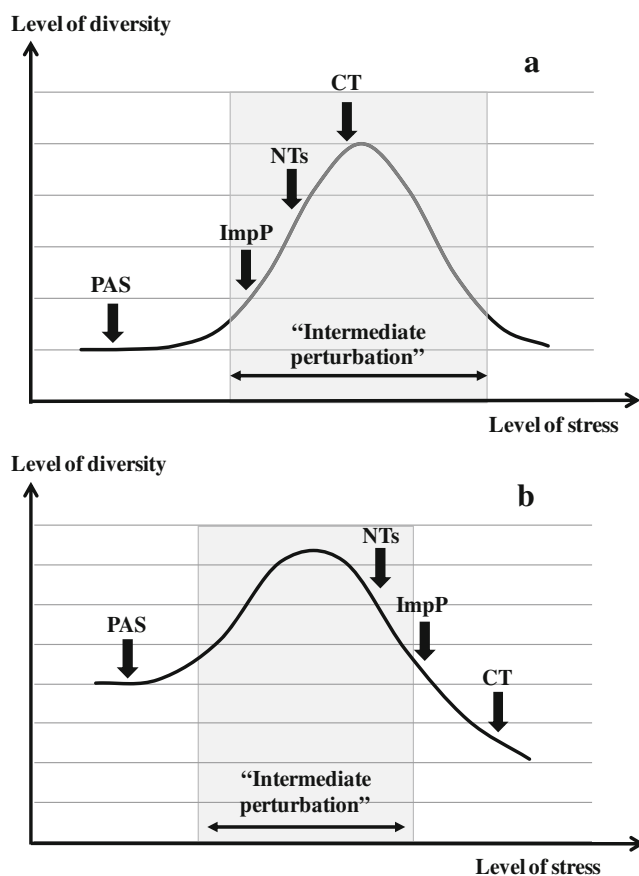 Level of diversity
a
CT
NTs
ImpP
PAS
“Intermediate
perturbation”
Level of stress
Level of diversity
b
NTs
ImpP
PAS
CT
“Intermediate
perturbation”
Level of stress